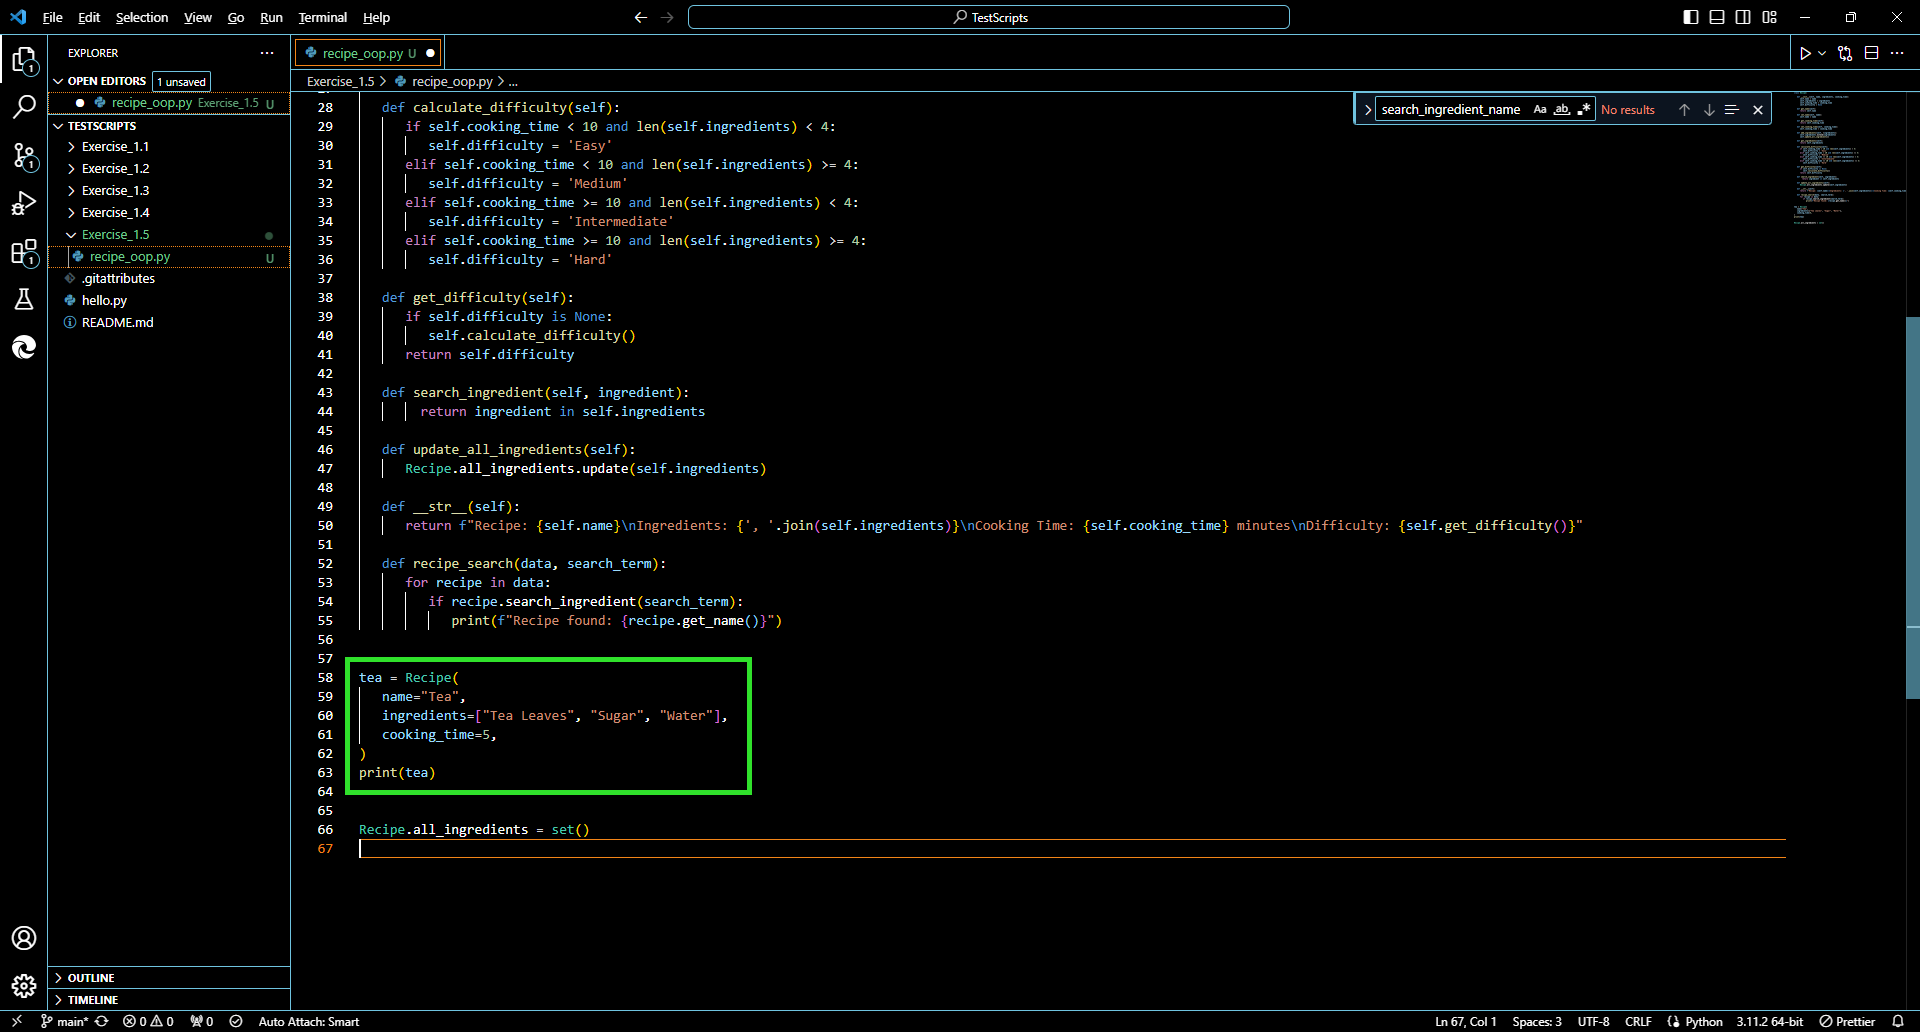 File Edit Selection View Go Run Terminal Help
TestScripts
EXPLORER
OPEN EDITORS 1 unsaved
recipe_oop.py Exercise_1.5 U
TESTSCRIPTS
Exercise_1.1
Exercise_1.2
Exercise_1.3
Exercise_1.4
Exercise_1.5
recipe_oop.py U
.gitattributes
hello.py
README.md
OUTLINE
TIMELINE
recipe_oop.py U
Exercise_1.5 > recipe_oop.py > ...
search_ingredient_name Aa ab .* No results
28 def calculate_difficulty(self):
29 if self.cooking_time < 10 and len(self.ingredients) < 4:
30 self.difficulty = 'Easy'
31 elif self.cooking_time < 10 and len(self.ingredients) >= 4:
32 self.difficulty = 'Medium'
33 elif self.cooking_time >= 10 and len(self.ingredients) < 4:
34 self.difficulty = 'Intermediate'
35 elif self.cooking_time >= 10 and len(self.ingredients) >= 4:
36 self.difficulty = 'Hard'
37
38 def get_difficulty(self):
39 if self.difficulty is None:
40 self.calculate_difficulty()
41 return self.difficulty
42
43 def search_ingredient(self, ingredient):
44 return ingredient in self.ingredients
45
46 def update_all_ingredients(self):
47 Recipe.all_ingredients.update(self.ingredients)
48
49 def __str__(self):
50 return f"Recipe: {self.name}\nIngredients: {', '.join(self.ingredients)}\nCooking Time: {self.cooking_time} minutes\nDifficulty: {self.get_difficulty()}"
51
52 def recipe_search(data, search_term):
53 for recipe in data:
54 if recipe.search_ingredient(search_term):
55 print(f"Recipe found: {recipe.get_name()}")
56
57
58 tea = Recipe(
59 name="Tea",
60 ingredients=["Tea Leaves", "Sugar", "Water"],
61 cooking_time=5,
62 )
63 print(tea)
64
65
66 Recipe.all_ingredients = set()
67
main* 0 0 0 Auto Attach: Smart Ln 67, Col 1 Spaces: 3 UTF-8 CRLF Python 3.11.2 64-bit Prettier